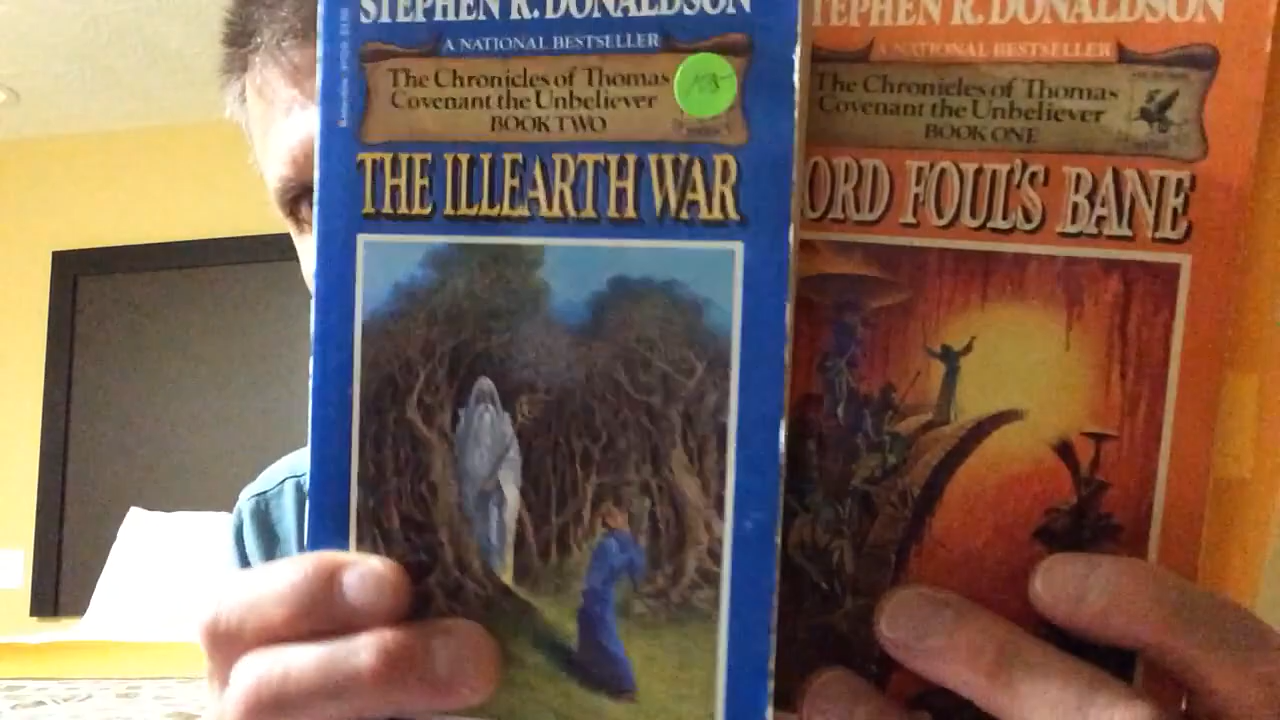 STEPHEN R. DONALDSON
A NATIONAL BESTSELLER
The Chronicles of Thomas
Covenant the Unbeliever
BOOK TWO
THE ILLEARTH WAR
TEPHEN R. DONALDSON
A NATIONAL BESTSELLER
The Chronicles of Thomas
Covenant the Unbeliever
BOOK ONE
ORD FOUL'S BANE